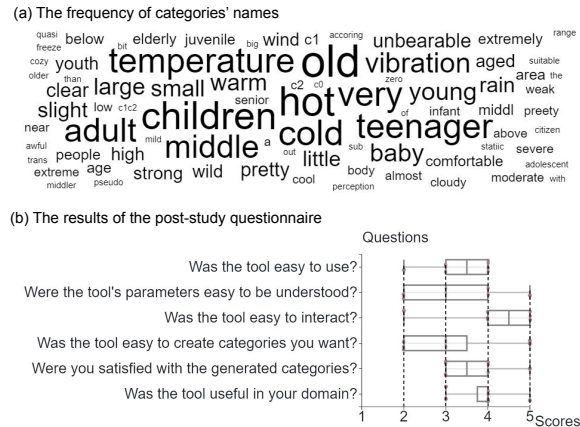 (a) The frequency of categories' names
quasi below bit elderly juvenile big wind c1 accoring unbearable extremely range
freeze
cozy youth temperature old vibration aged suitable
older than clear large small warm c2 c0 zero area the
senior hot very young rain weak
slight low c1c2 children of infant middl preety
near adult mild middle a cold teenager above citizen
awful people high out little sub baby statiic severe
trans comfortable adolescent
extreme age strong wild pretty cool body almost cloudy moderate with
middler pseudo perception
(b) The results of the post-study questionnaire
Questions
Was the tool easy to use?
Were the tool's parameters easy to be understood?
Was the tool easy to interact?
Was the tool easy to create categories you want?
Were you satisfied with the generated categories?
Was the tool useful in your domain?
1 2 3 4 5 Scores